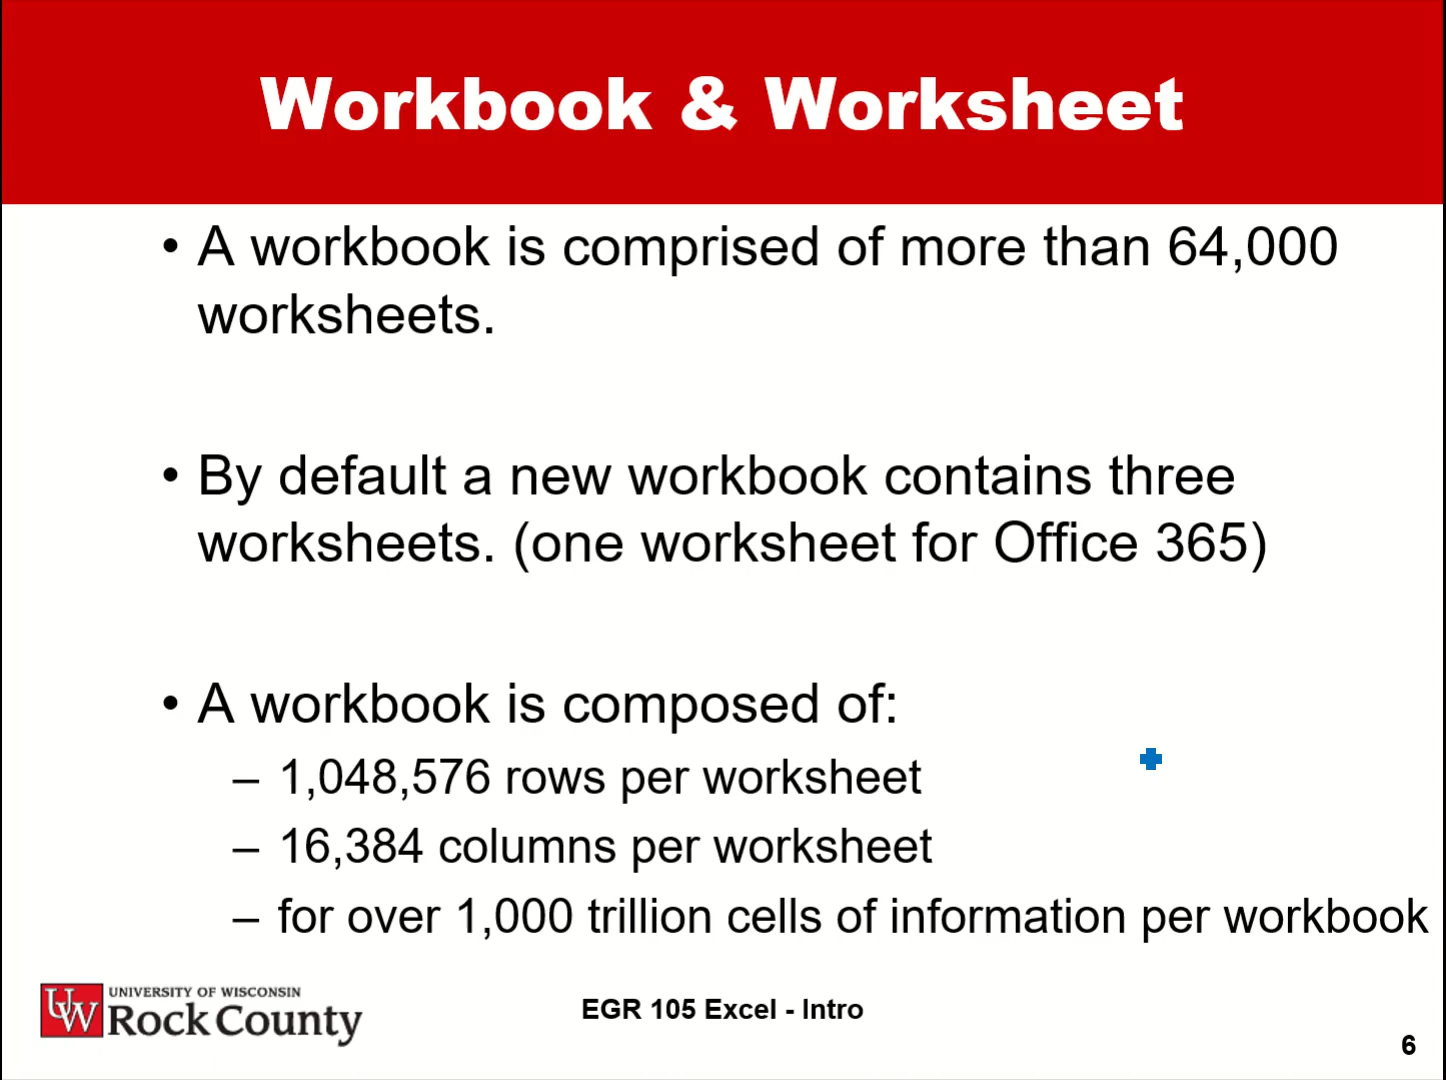 Workbook & Worksheet
• A workbook is comprised of more than 64,000
worksheets.
• By default a new workbook contains three
worksheets. (one worksheet for Office 365)
• A workbook is composed of:
– 1,048,576 rows per worksheet
– 16,384 columns per worksheet
– for over 1,000 trillion cells of information per workbook
UW
UNIVERSITY OF WISCONSIN
Rock County
EGR 105 Excel - Intro
6